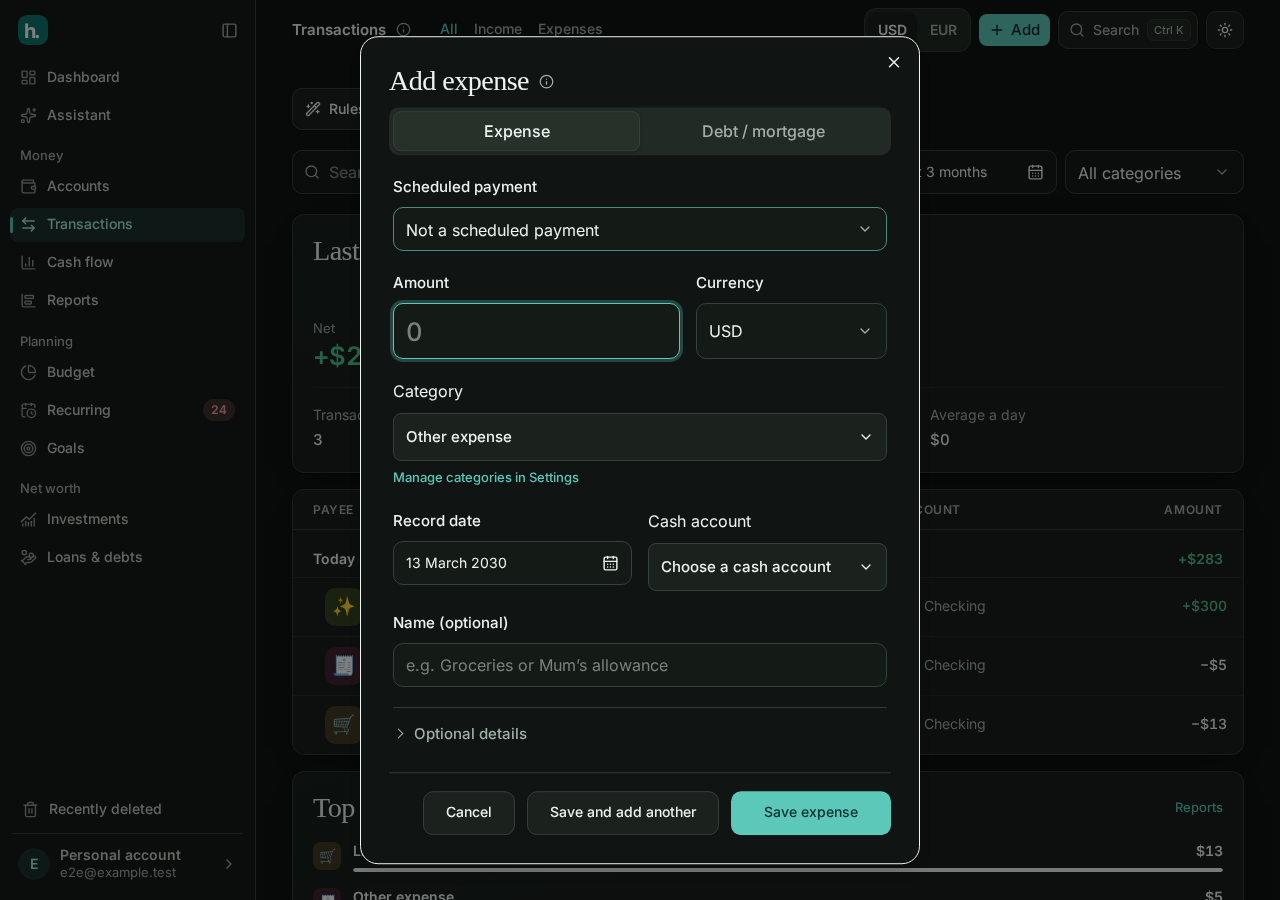 h.
Transactions
All
Income
Expenses
USD
EUR
Add
Search
Ctrl K
Dashboard
Assistant
Money
Accounts
Transactions
Cash flow
Reports
Planning
Budget
Recurring
24
Goals
Net worth
Investments
Loans & debts
Recently deleted
E
Personal account
e2e@example.test
Rules
3 months
All categories
Last
Net
+$2
3
Average a day
$0
PAYEE
AMOUNT
Today
+$283
Checking
+$300
Checking
−$5
Checking
−$13
Top
Reports
$13
Other expense
$5
Add expense
Expense
Debt / mortgage
Scheduled payment
Not a scheduled payment
Amount
Currency
0
USD
Category
Other expense
Manage categories in Settings
Record date
Cash account
13 March 2030
Choose a cash account
Name (optional)
e.g. Groceries or Mum’s allowance
Optional details
Cancel
Save and add another
Save expense